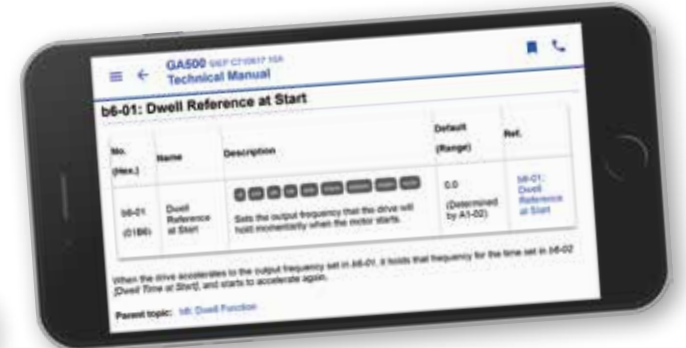 GA500
Technical Manual
b6-01: Dwell Reference at Start
No.
(Hex.)
Name
Description
Default
(Range)
Ref.
b6-01
(01B6)
Dwell
Reference
at Start
Sets the output frequency that the drive will
hold momentarily when the motor starts.
0.0
(Determined
by A1-02)
b6-01:
Dwell
Reference
at Start
When the drive accelerates to the output frequency set in b6-01, it holds that frequency for the time set in b6-02
[Dwell Time at Start], and starts to accelerate again.
Parent topic: b6: Dwell Function